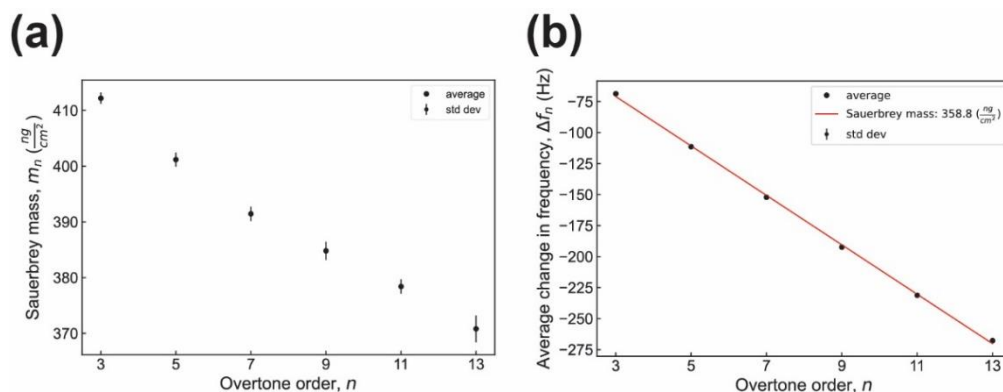 (a)
Sauerbrey mass, mₙ (ng/cm²)
410
400
390
380
370
average
std dev
3 5 7 9 11 13
Overtone order, n
(b)
Average change in frequency, Δfₙ (Hz)
−75
−100
−125
−150
−175
−200
−225
−250
−275
average
Sauerbrey mass: 358.8 (ng/cm²)
std dev
3 5 7 9 11 13
Overtone order, n